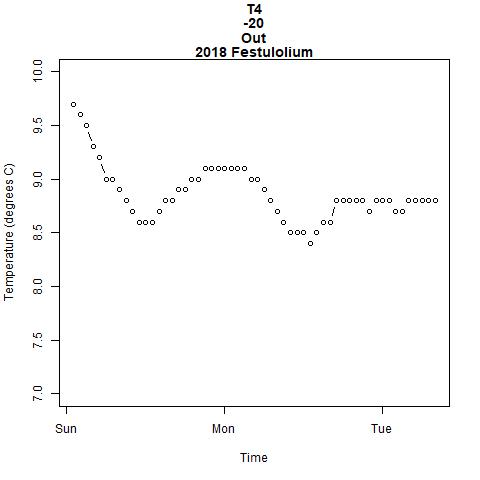 T4
-20
Out
2018 Festulolium
10.0
9.5
9.0
8.5
8.0
7.5
7.0
Temperature (degrees C)
Sun Mon Tue
Time